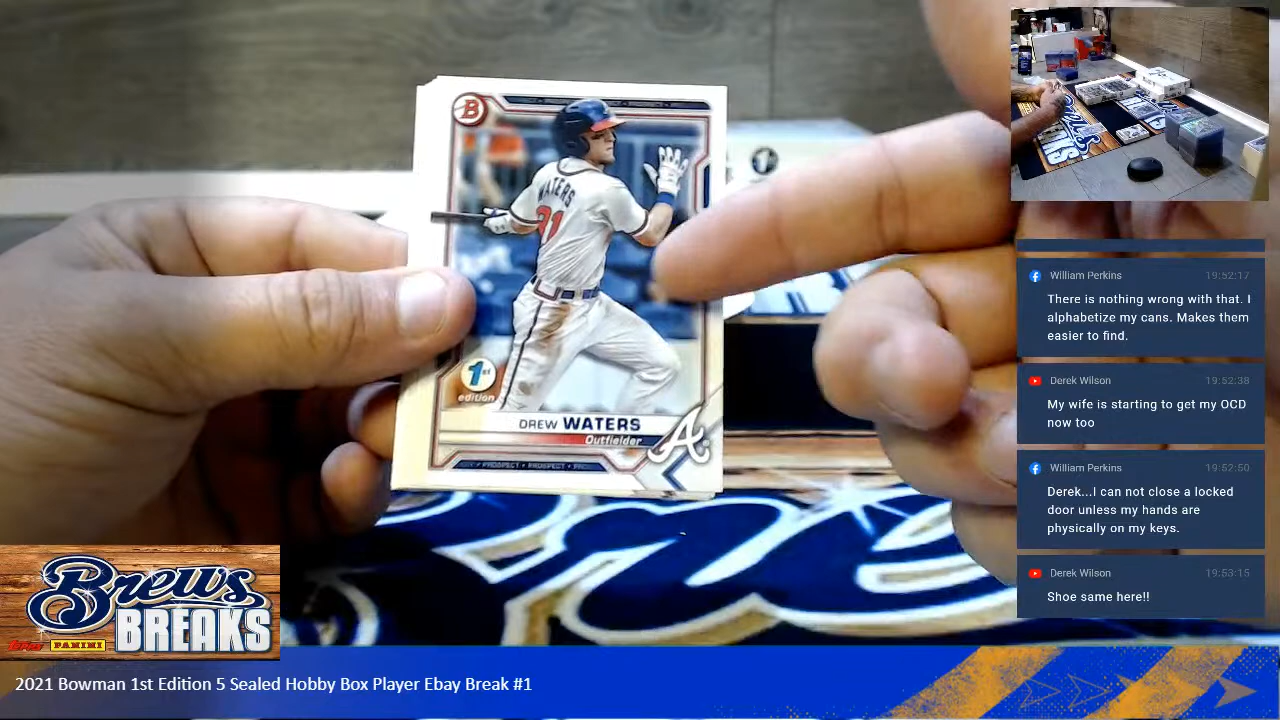 B
WATERS
21
1st
edition
DREW WATERS
Outfielder
A
PROSPECT • PROSPECT
William Perkins 19:52:17
There is nothing wrong with that. I
alphabetize my cans. Makes them
easier to find.
Derek Wilson 19:52:38
My wife is starting to get my OCD
now too
William Perkins 19:52:50
Derek...I can not close a locked
door unless my hands are
physically on my keys.
Derek Wilson 19:53:15
Shoe same here!!
Brews
BREAKS
topps PANINI
2021 Bowman 1st Edition 5 Sealed Hobby Box Player Ebay Break #1